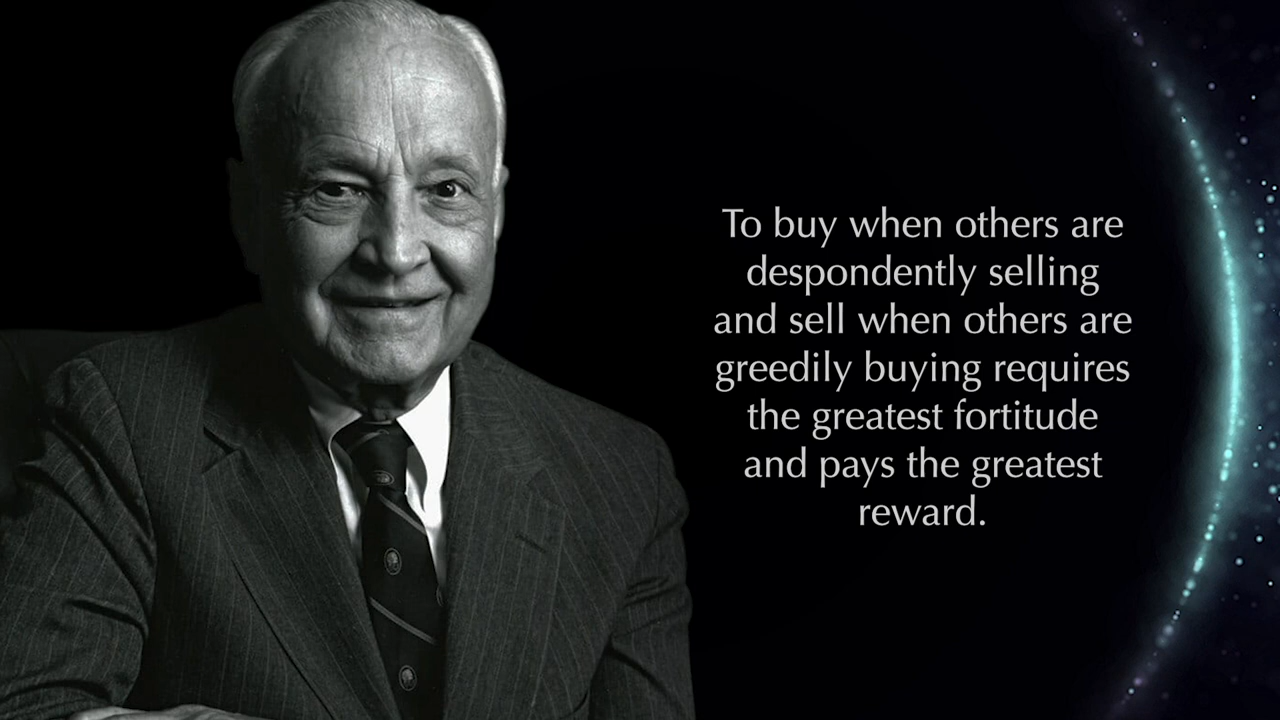 To buy when others are
despondently selling
and sell when others are
greedily buying requires
the greatest fortitude
and pays the greatest
reward.